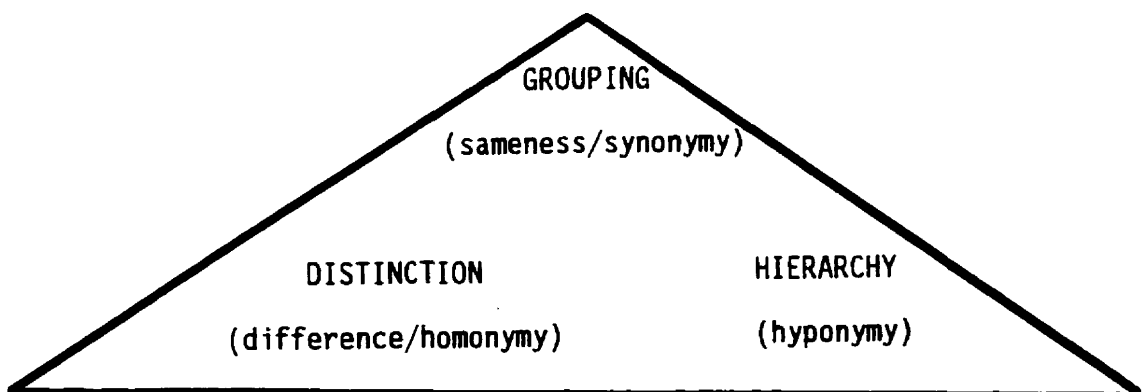 GROUPING
(sameness/synonymy)
DISTINCTION
HIERARCHY
(difference/homonymy)
(hyponymy)